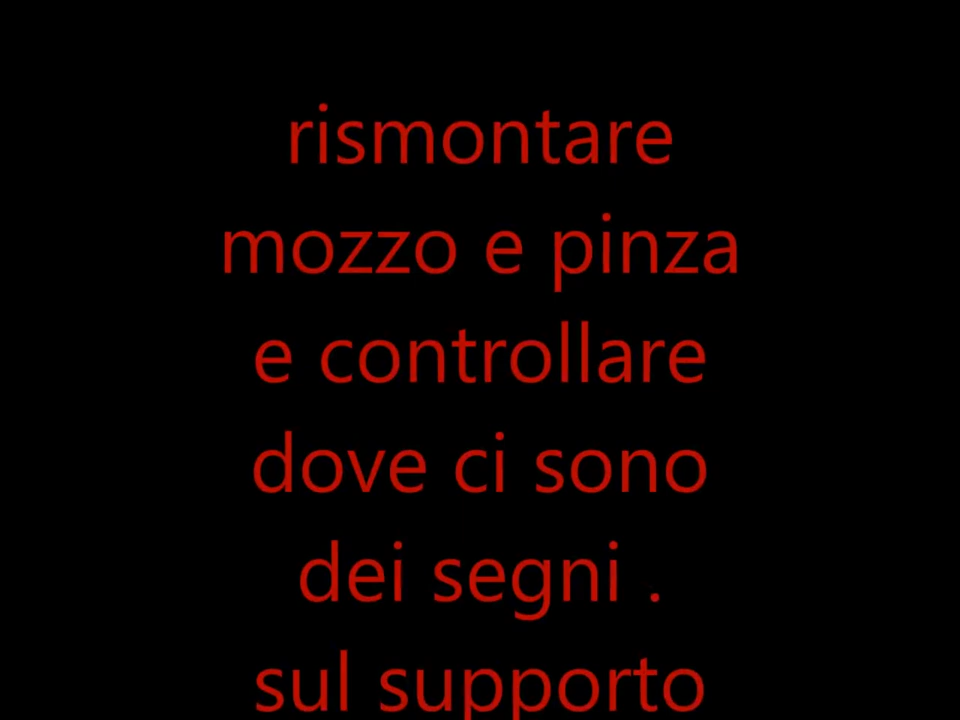 rismontare
mozzo e pinza
e controllare
dove ci sono
dei segni .
sul supporto